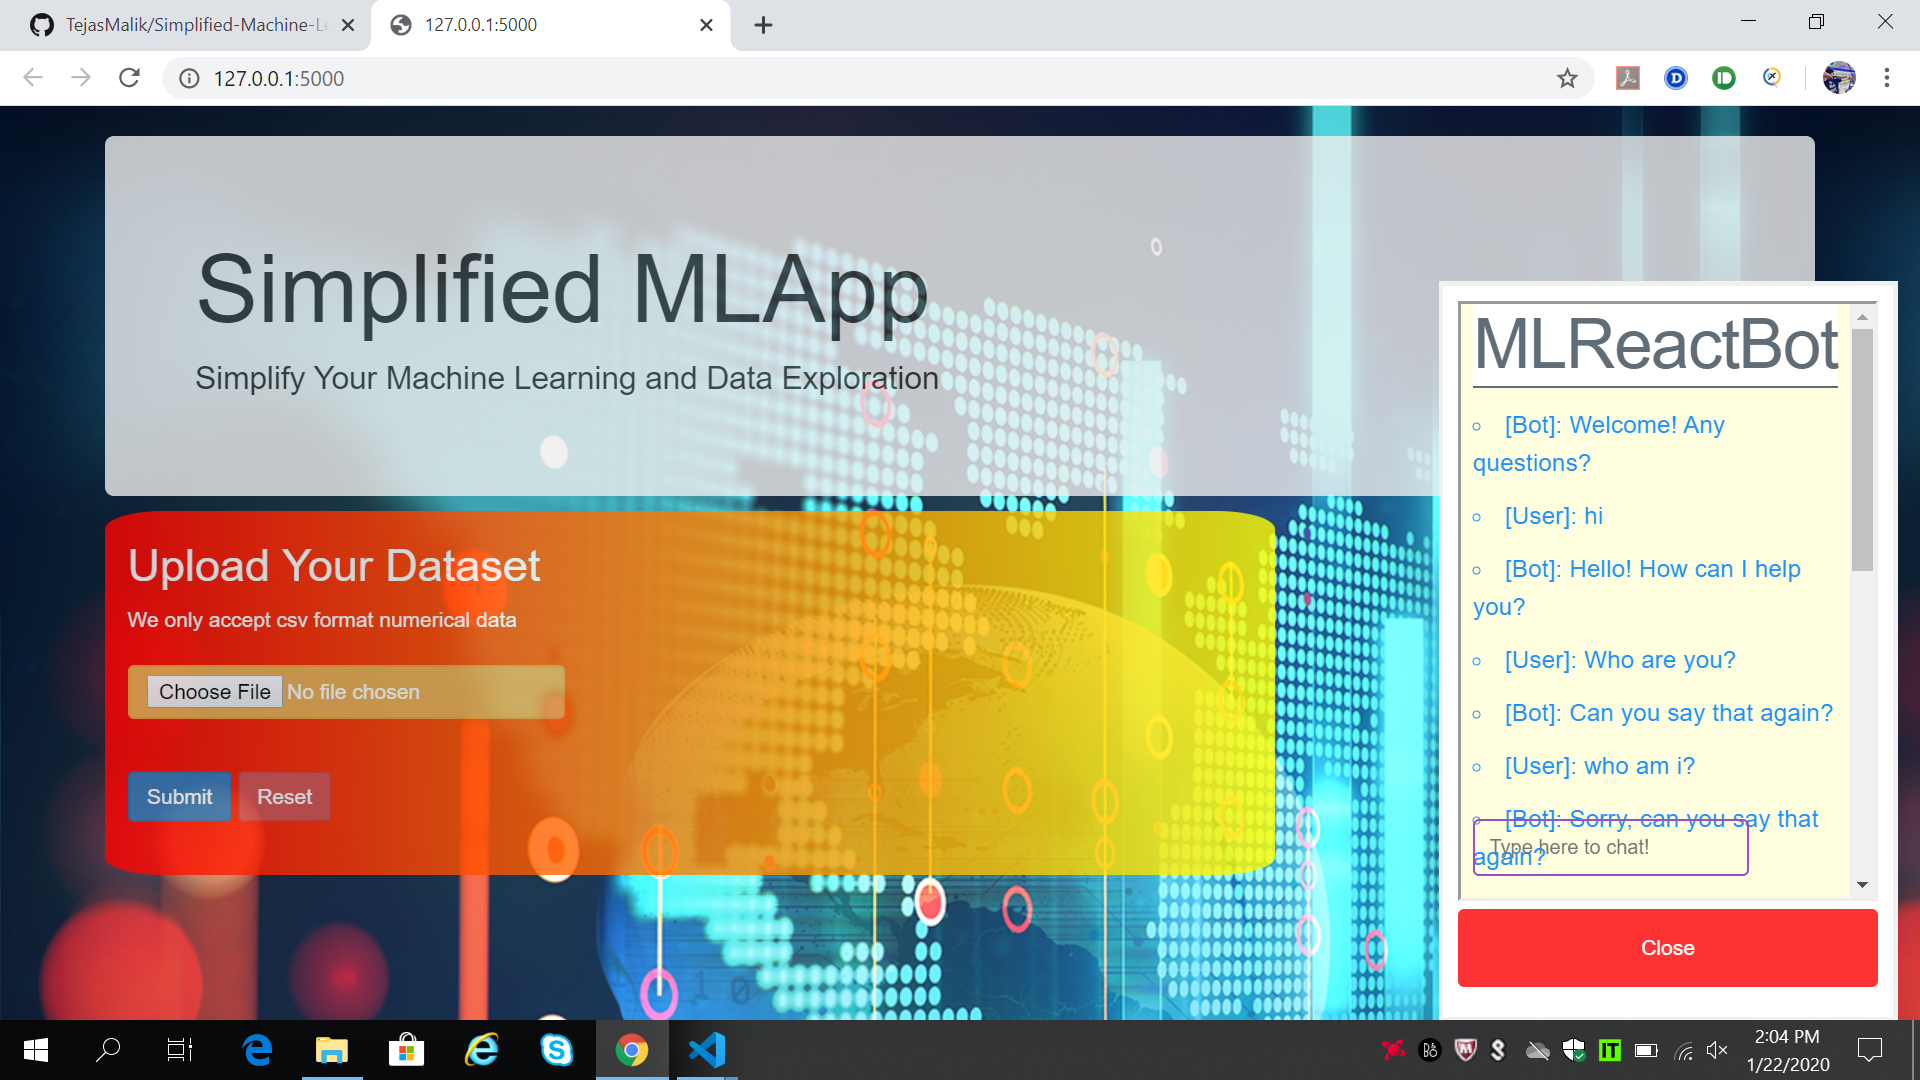 TejasMalik/Simplified-Machine-Le
127.0.0.1:5000
127.0.0.1:5000
Simplified MLApp
Simplify Your Machine Learning and Data Exploration
Upload Your Dataset
We only accept csv format numerical data
Choose File No file chosen
Submit Reset
MLReactBot
[Bot]: Welcome! Any
questions?
[User]: hi
[Bot]: Hello! How can I help
you?
[User]: Who are you?
[Bot]: Can you say that again?
[User]: who am i?
[Bot]: Sorry, can you say that
again?
Type here to chat!
Close
2:04 PM
1/22/2020